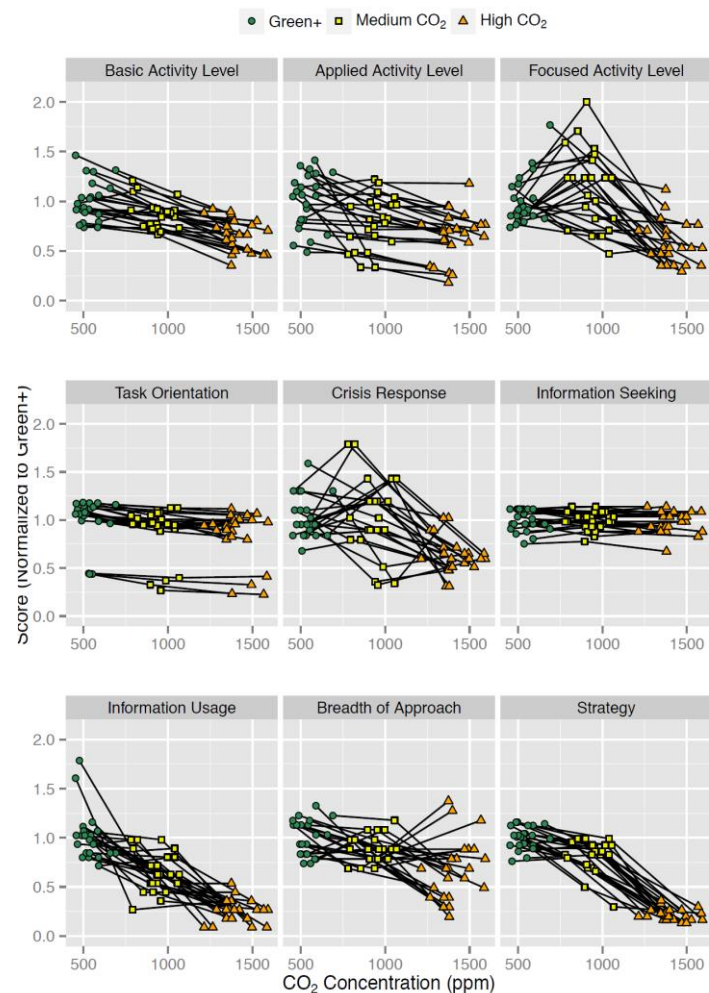 Green+ Medium CO₂ High CO₂
Basic Activity Level Applied Activity Level Focused Activity Level
2.0
1.5
1.0
0.5
0.0
500 1000 1500 500 1000 1500 500 1000 1500
Task Orientation Crisis Response Information Seeking
2.0
1.5
1.0
0.5
0.0
500 1000 1500 500 1000 1500 500 1000 1500
Score (Normalized to Green+)
Information Usage Breadth of Approach Strategy
2.0
1.5
1.0
0.5
0.0
500 1000 1500 500 1000 1500 500 1000 1500
CO₂ Concentration (ppm)